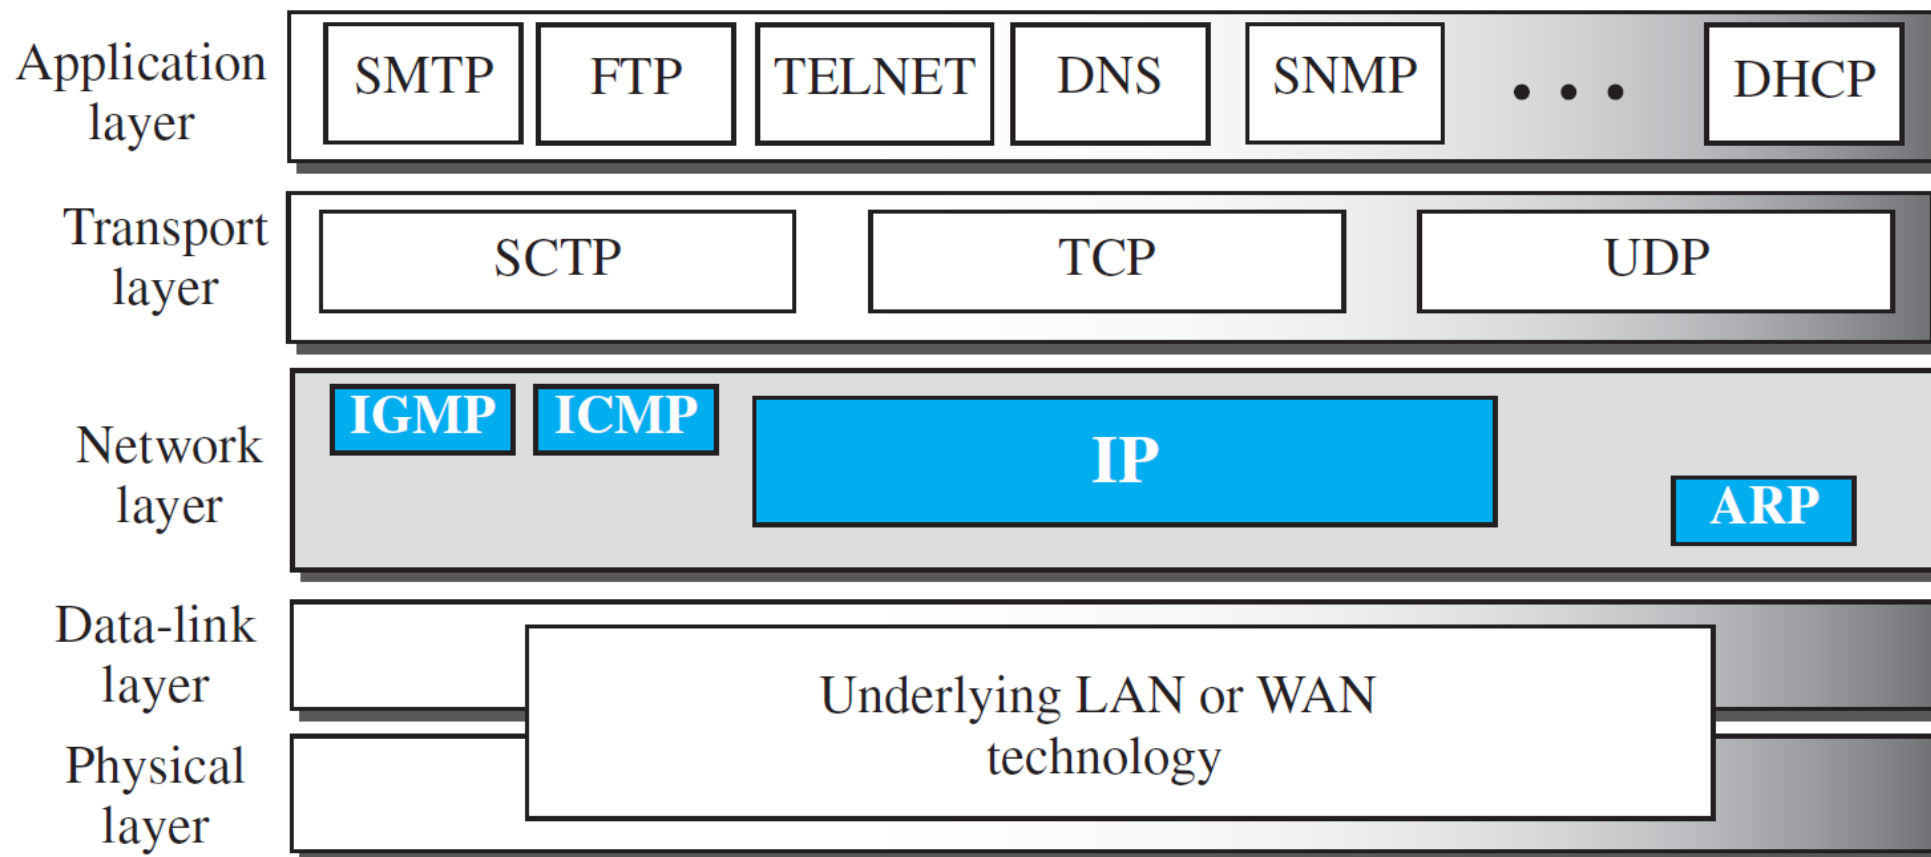 Application
layer
SMTP
FTP
TELNET
DNS
SNMP
• • •
DHCP
Transport
layer
SCTP
TCP
UDP
Network
layer
IGMP
ICMP
IP
ARP
Data-link
layer
Underlying LAN or WAN
technology
Physical
layer